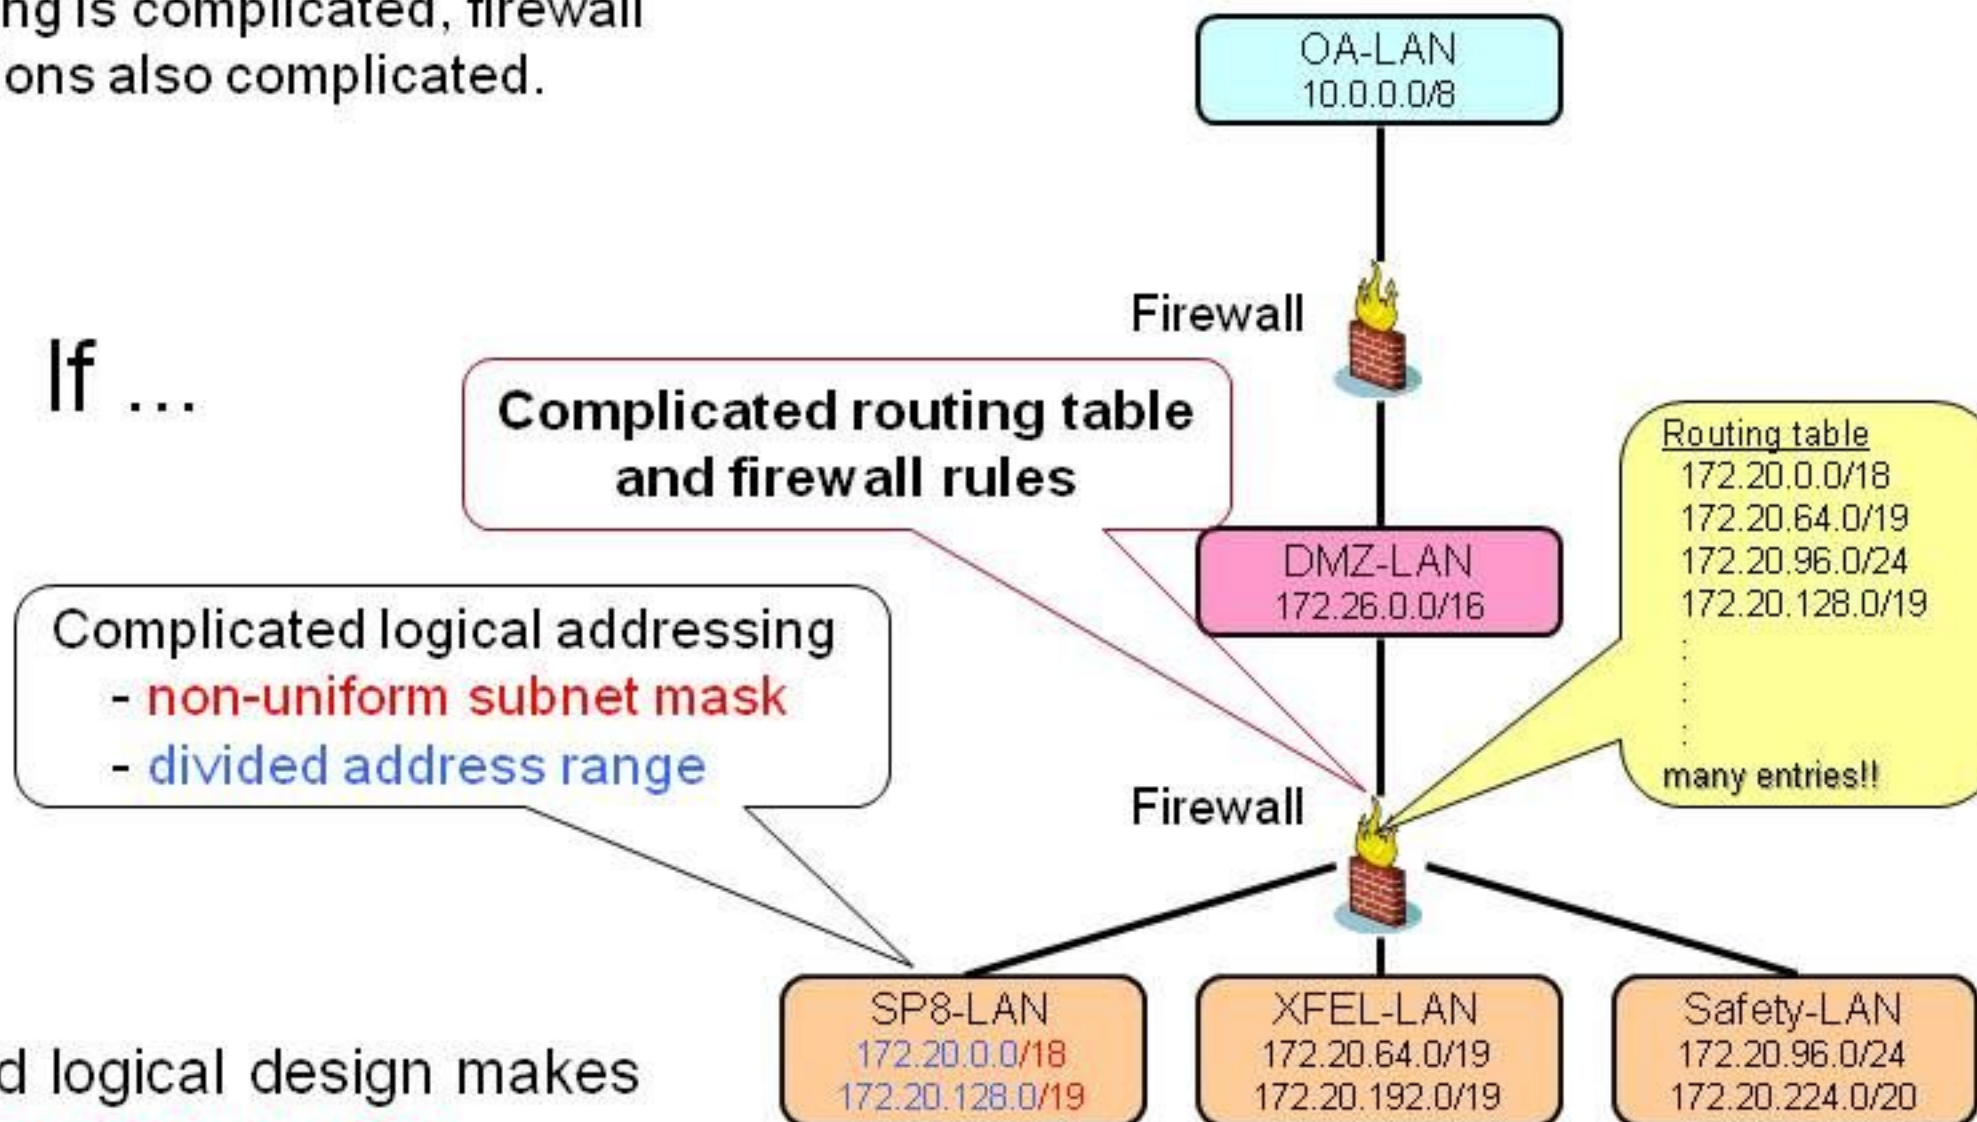 ng is complicated, firewall
ons also complicated.
OA-LAN
10.0.0.0/8
Firewall
If ...
Complicated routing table
and firewall rules
Routing table
172.20.0.0/18
172.20.64.0/19
172.20.96.0/24
172.20.128.0/19
:
:
:
many entries!!
DMZ-LAN
172.26.0.0/16
Complicated logical addressing
- non-uniform subnet mask
- divided address range
Firewall
SP8-LAN
172.20.0.0/18
172.20.128.0/19
XFEL-LAN
172.20.64.0/19
172.20.192.0/19
Safety-LAN
172.20.96.0/24
172.20.224.0/20
d logical design makes